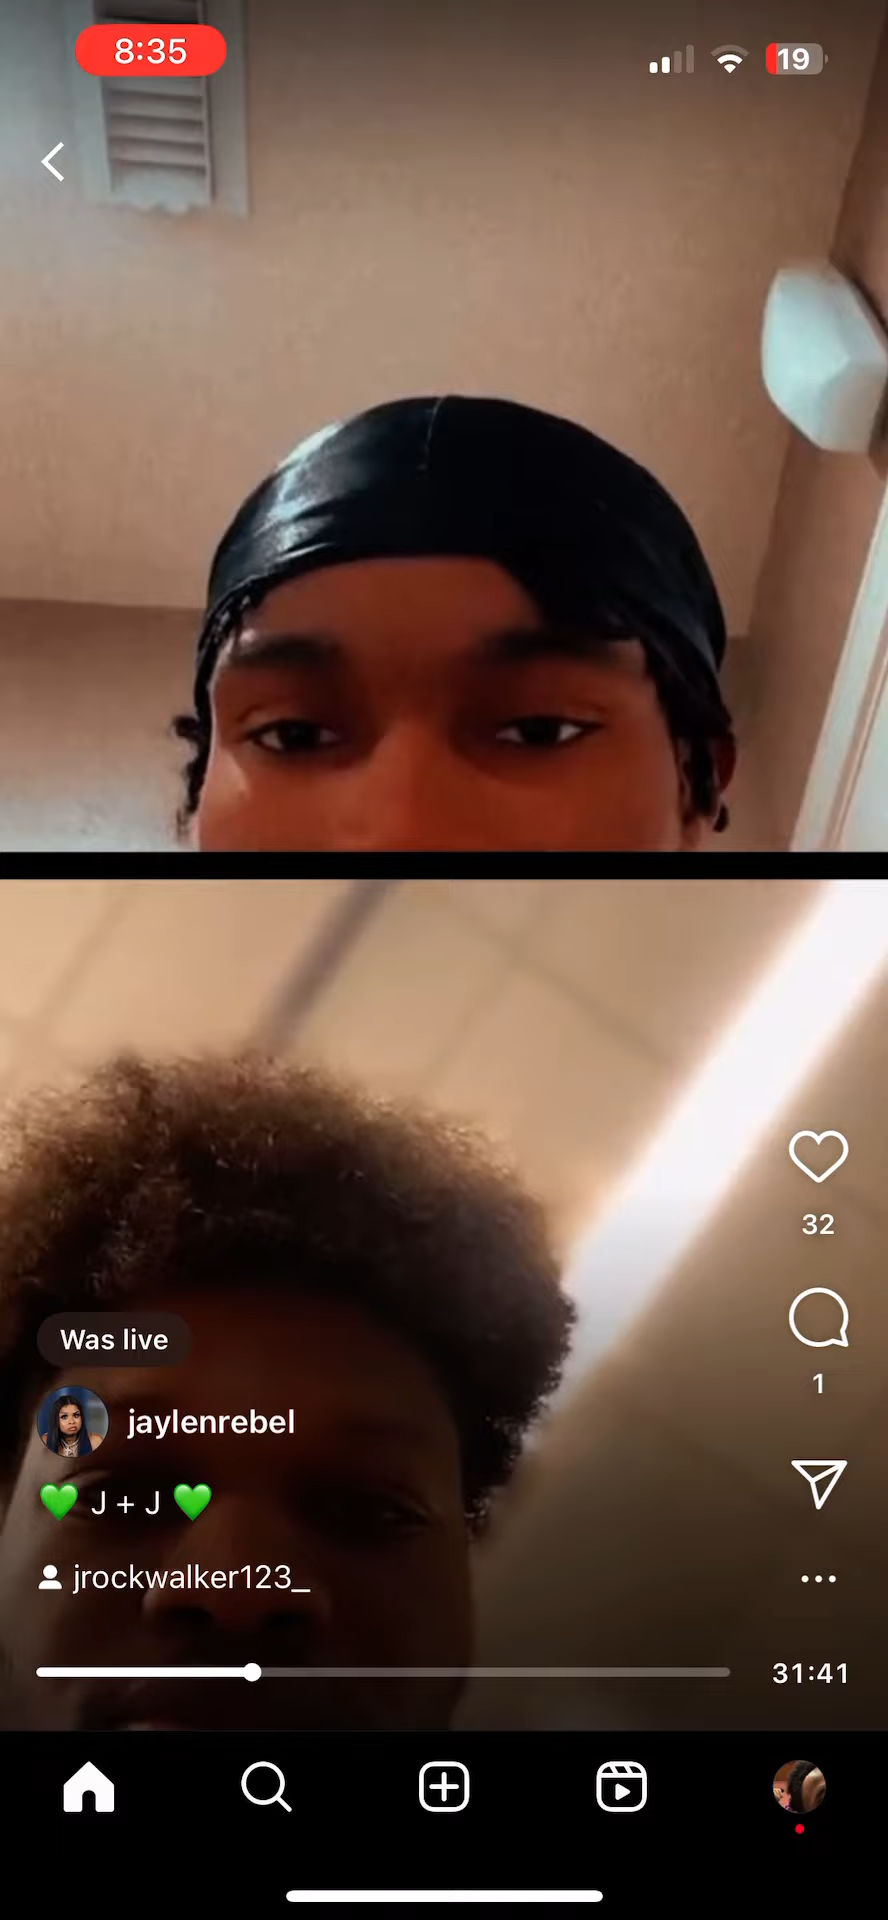 8:35
19
32
1
Was live
jaylenrebel
💚 J + J 💚
jrockwalker123_
31:41